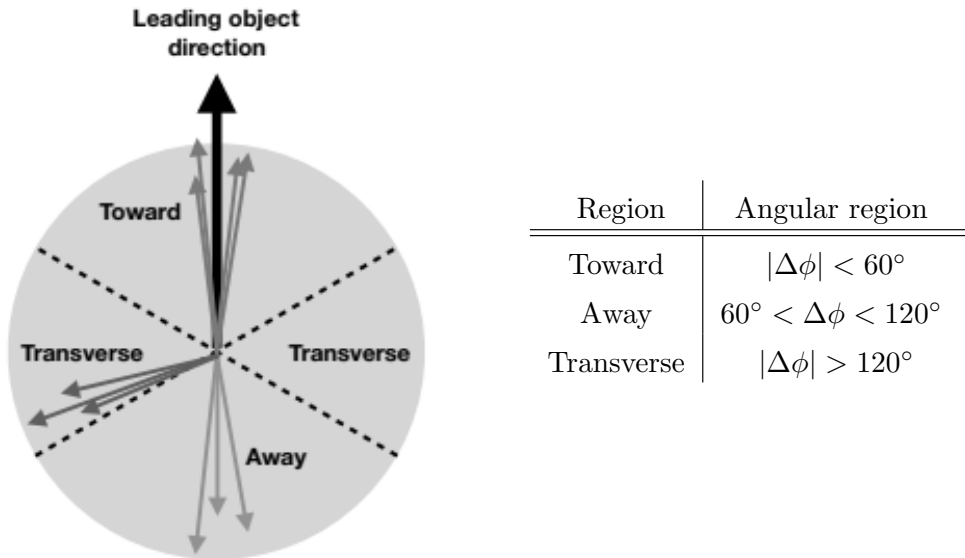 Leading object
direction
Toward
Transverse Transverse
Away
Region Angular region
Toward |Δϕ| < 60°
Away 60° < Δϕ < 120°
Transverse |Δϕ| > 120°